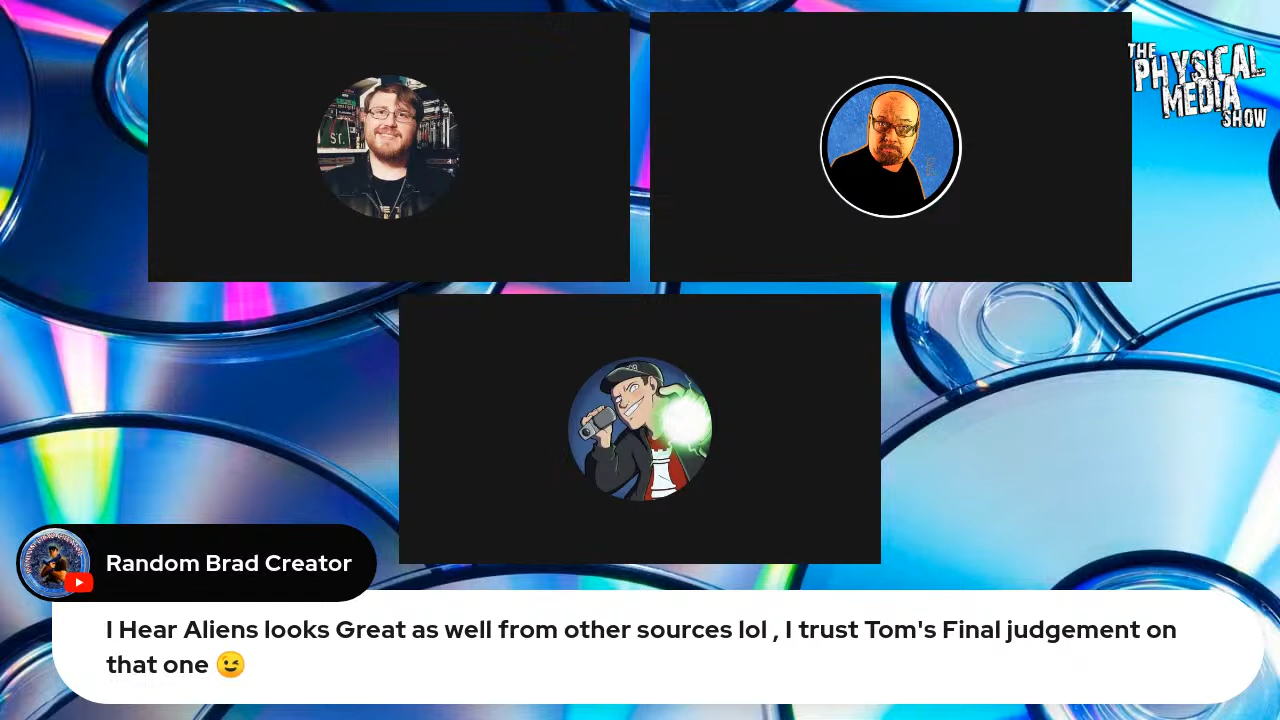 THE
PHYSICAL
MEDIA
SHOW
ST.
Random Brad Creator
I Hear Aliens looks Great as well from other sources lol , I trust Tom's Final judgement on
that one 😉